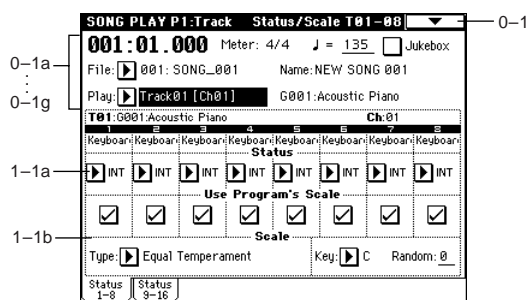 SONG PLAY P1:Track Status/Scale T01-08
0-1
001:01.000 Meter: 4/4 ♩ = 135 Jukebox
0-1a
File: 001: SONG_001 Name: NEW SONG 001
:
0-1g
Play: Track01 [Ch01] G001:Acoustic Piano
T01:G001:Acoustic Piano Ch:01
1 2 3 4 5 6 7 8
Keyboar Keyboar Keyboar Keyboar Keyboar Keyboar Keyboar Keyboar
Status
1-1a
INT INT INT INT INT INT INT INT
Use Program's Scale
1-1b
Scale
Type: Equal Temperament Key: C Random: 0
Status Status
1-8 9-16